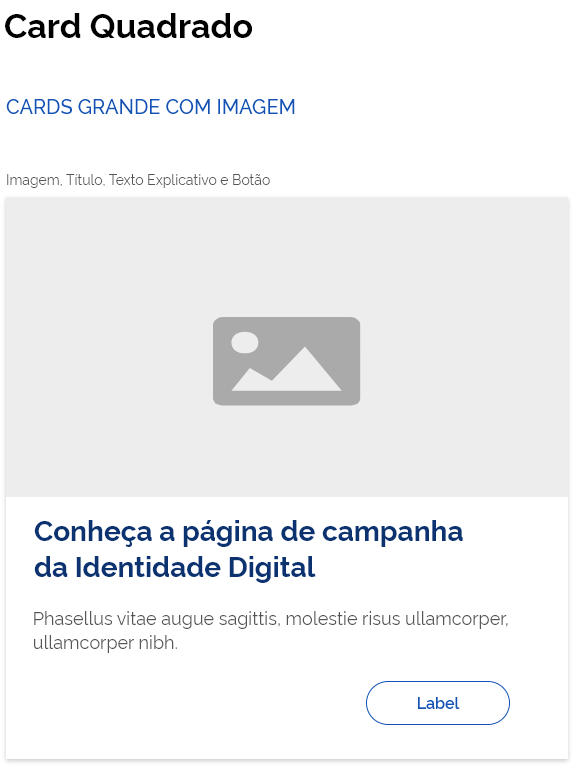 Card Quadrado
CARDS GRANDE COM IMAGEM
Imagem, Título, Texto Explicativo e Botão
Conheça a página de campanha
da Identidade Digital
Phasellus vitae augue sagittis, molestie risus ullamcorper,
ullamcorper nibh.
Label